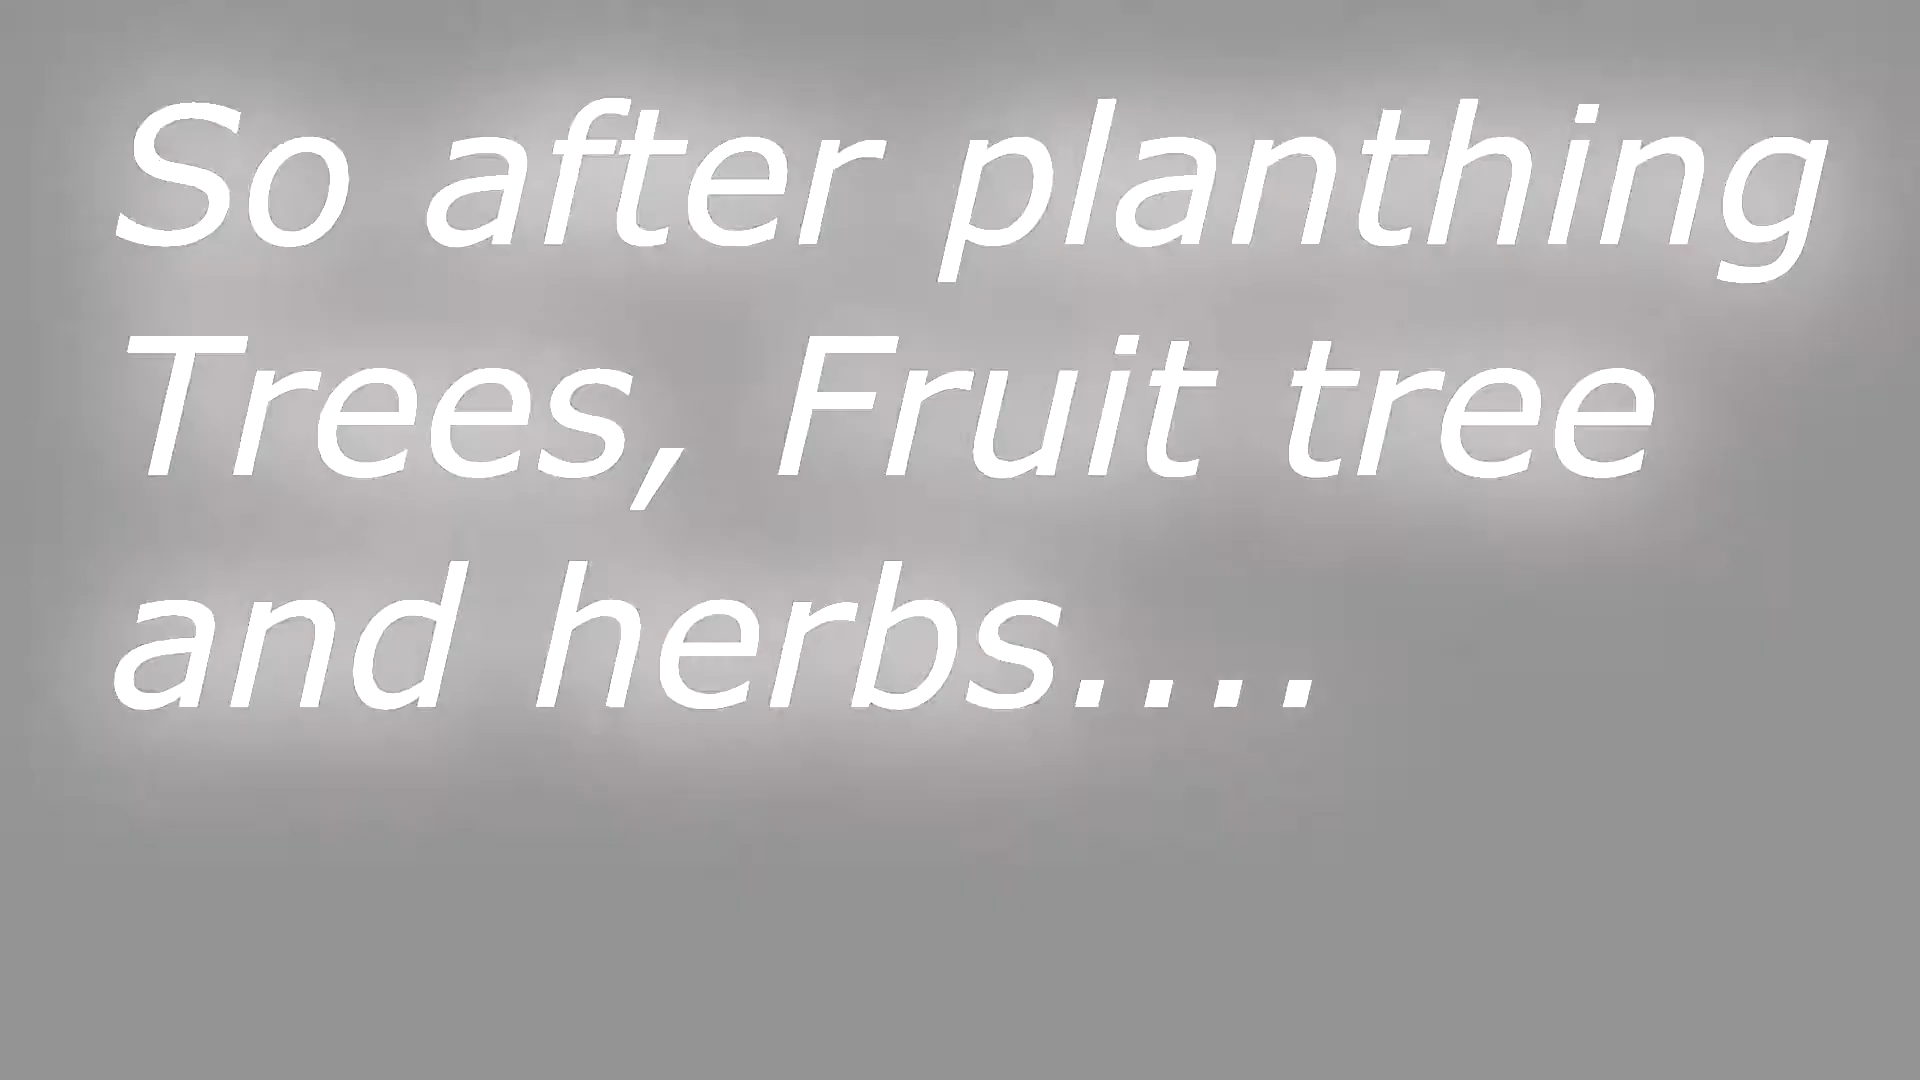 So after planthing
Trees, Fruit tree
and herbs....